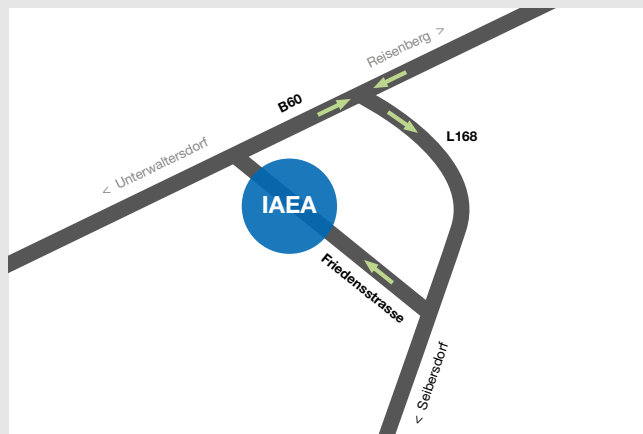 Reisenberg >
B60
L168
< Unterwaltersdorf
IAEA
Friedensstrasse
< Seibersdorf